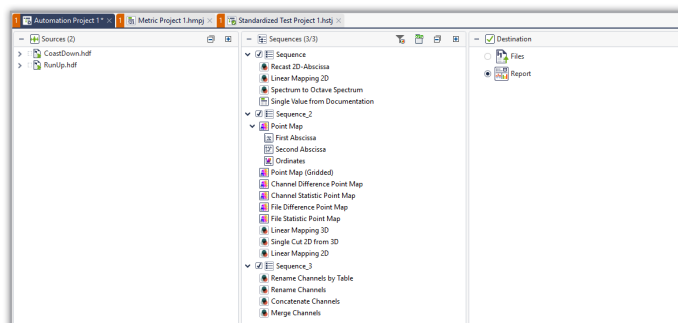 1 Automation Project 1* × 1 Metric Project 1.hmpj × 1 Standardized Test Project 1.hstj ×
Sources (2)
CoastDown.hdf
RunUp.hdf
Sequences (3/3)
Sequence
Recast 2D-Abscissa
Linear Mapping 2D
Spectrum to Octave Spectrum
Single Value from Documentation
Sequence_2
Point Map
First Abscissa
Second Abscissa
Ordinates
Point Map (Gridded)
Channel Difference Point Map
Channel Statistic Point Map
File Difference Point Map
File Statistic Point Map
Linear Mapping 3D
Single Cut 2D from 3D
Linear Mapping 2D
Sequence_3
Rename Channels by Table
Rename Channels
Concatenate Channels
Merge Channels
Destination
Files
Report